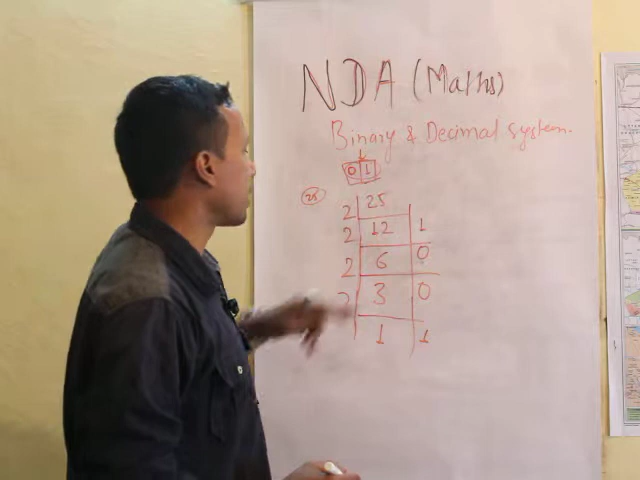 NDA (Maths)
Binary & Decimal system.
0 1
25
2 25
2 12 1
2 6 0
2 3 0
1 1